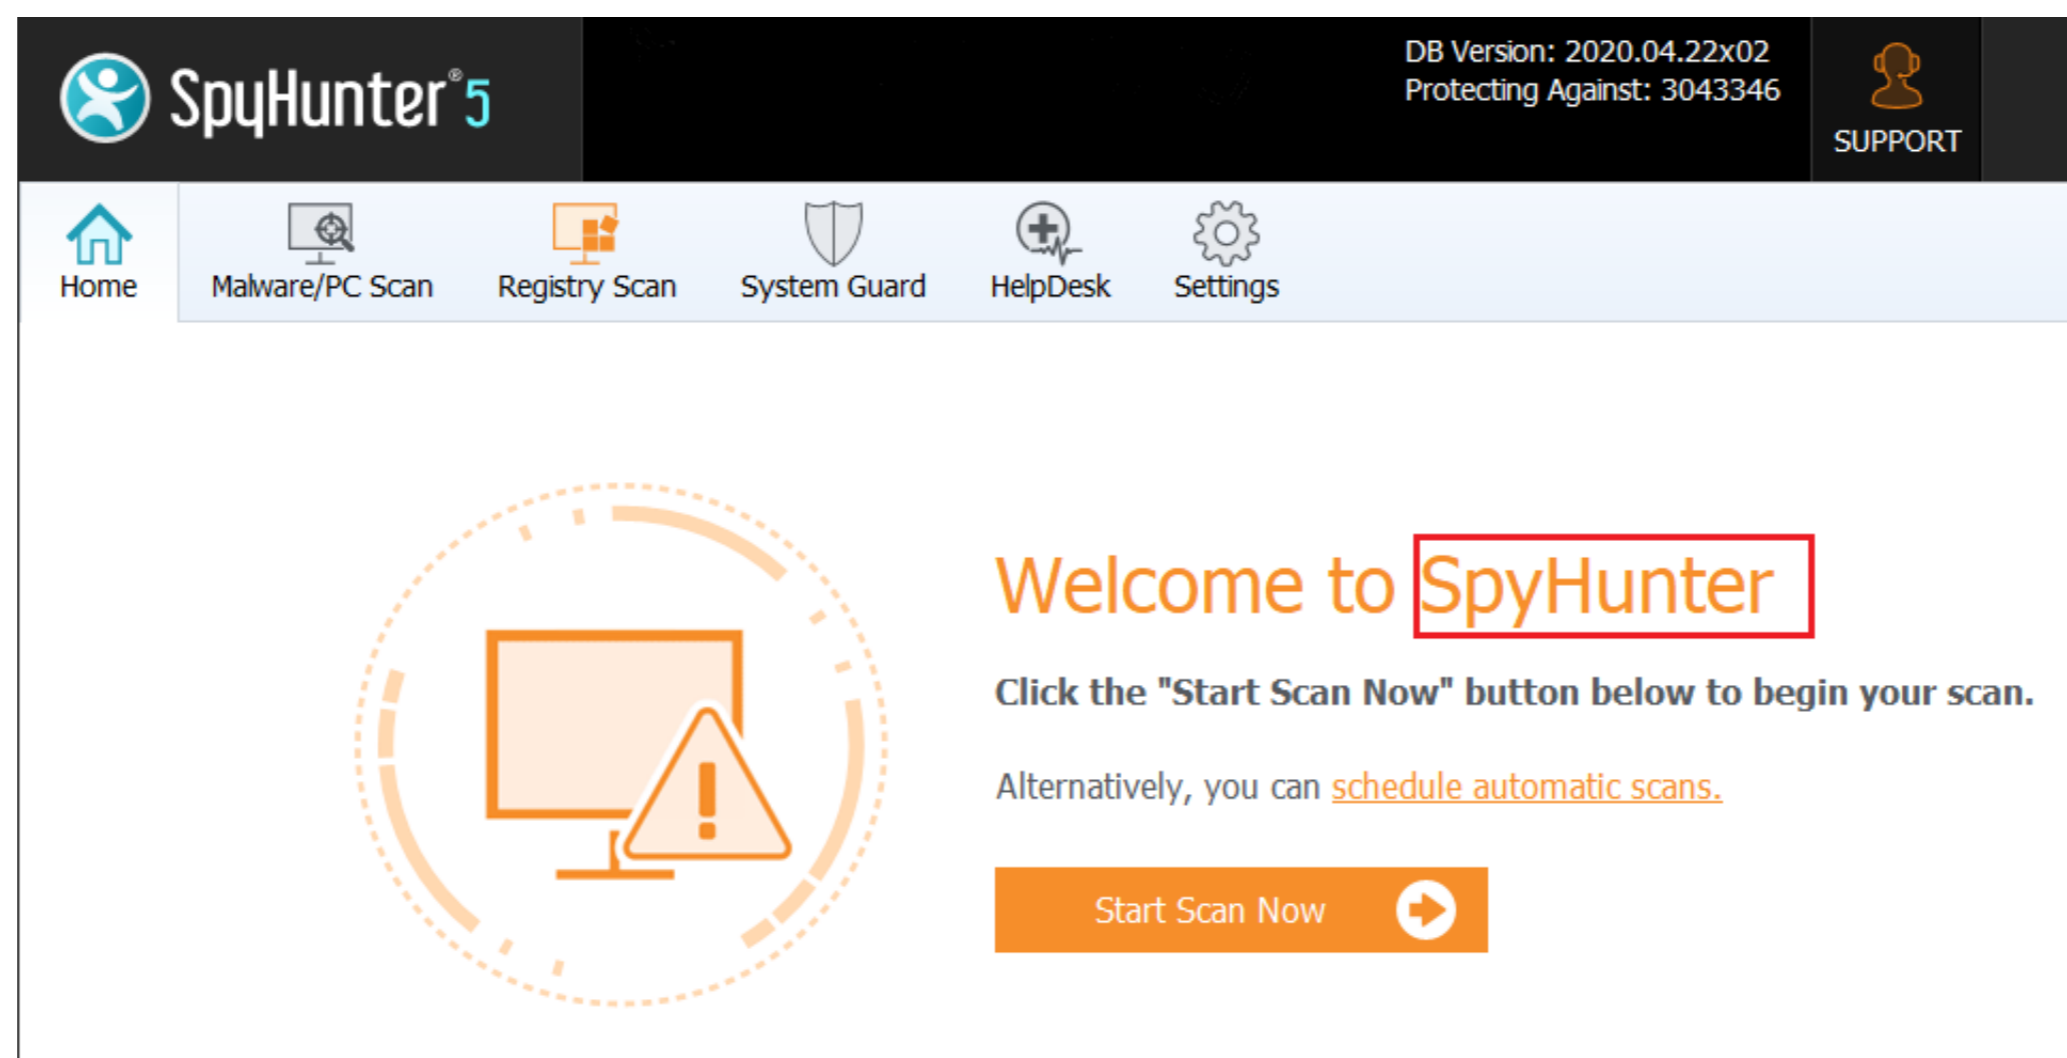 SpyHunter® 5
DB Version: 2020.04.22x02
Protecting Against: 3043346
SUPPORT
Home
Malware/PC Scan
Registry Scan
System Guard
HelpDesk
Settings
Welcome to SpyHunter
Click the "Start Scan Now" button below to begin your scan.
Alternatively, you can schedule automatic scans.
Start Scan Now